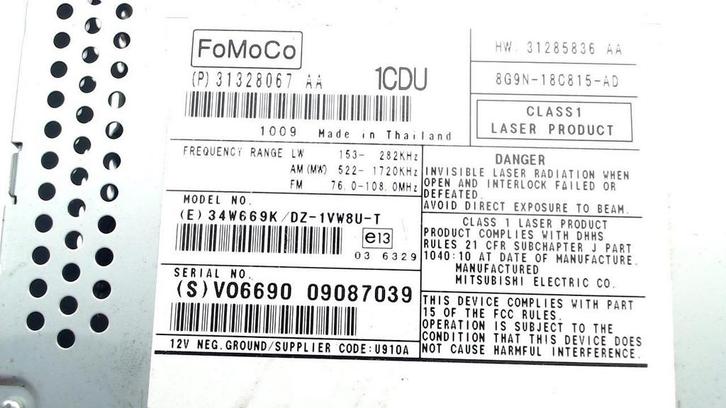 FoMoCo
(P) 31328067 AA 1CDU
1009 Made in Thailand
HW. 31285836 AA
8G9N-18C815-AD
CLASS1
LASER PRODUCT
FREQUENCY RANGE LW 153- 282KHz
AM (MW) 522- 1720KHz
FM 76.0-108.0MHz
MODEL NO.
(E) 34W669K/DZ-1VW8U-T
e13
03 6329
SERIAL NO.
(S) V06690 09087039
12V NEG.GROUND/SUPPLIER CODE:U910A
DANGER
INVISIBLE LASER RADIATION WHEN
OPEN AND INTERLOCK FAILED OR
DEFEATED.
AVOID DIRECT EXPOSURE TO BEAM.
CLASS 1 LASER PRODUCT
PRODUCT COMPLIES WITH DHHS
RULES 21 CFR SUBCHAPTER J PART
1040:10 AT DATE OF MANUFACTURE.
MANUFACTURED
MITSUBISHI ELECTRIC CO.
THIS DEVICE COMPLIES WITH PART
15 OF THE FCC RULES.
OPERATION IS SUBJECT TO THE
CONDITION THAT THIS DEVICE DOES
NOT CAUSE HARMFUL INTERFERENCE.